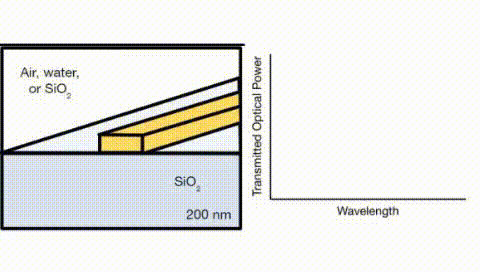 Air, water,
or SiO₂
SiO₂
200 nm
Transmitted Optical Power
Wavelength